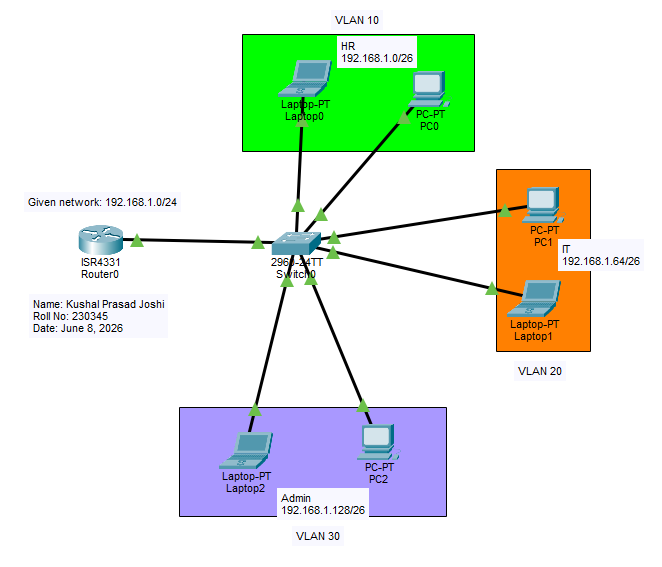 VLAN 10
HR
192.168.1.0/26
Laptop-PT
Laptop0
PC-PT
PC0
Given network: 192.168.1.0/24
ISR4331
Router0
2960-24TT
Switch0
PC-PT
PC1
IT
192.168.1.64/26
Laptop-PT
Laptop1
VLAN 20
Name: Kushal Prasad Joshi
Roll No: 230345
Date: June 8, 2026
Laptop-PT
Laptop2
PC-PT
PC2
Admin
192.168.1.128/26
VLAN 30